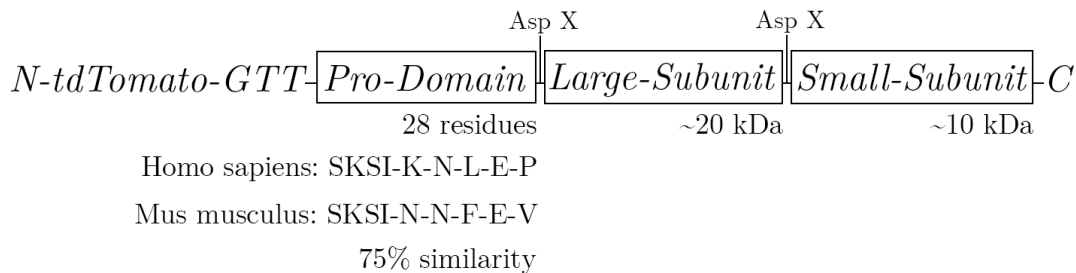 Asp X Asp X
N-tdTomato-GTT-Pro-Domain Large-Subunit Small-Subunit-C
28 residues ~20 kDa ~10 kDa
Homo sapiens: SKSI-K-N-L-E-P
Mus musculus: SKSI-N-N-F-E-V
75% similarity